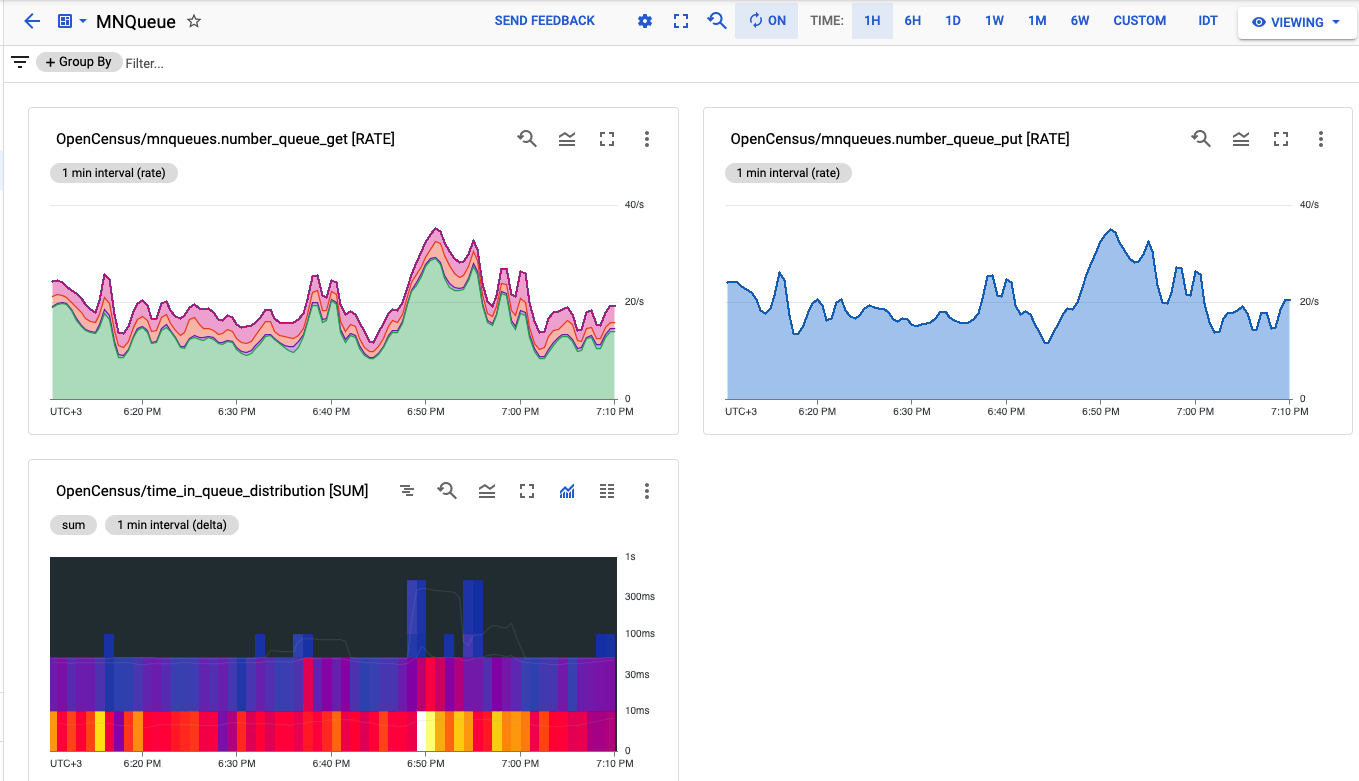 MNQueue SEND FEEDBACK ON TIME: 1H 6H 1D 1W 1M 6W CUSTOM IDT VIEWING
+ Group By Filter...
OpenCensus/mnqueues.number_queue_get [RATE]
1 min interval (rate)
40/s
20/s
0
UTC+3 6:20 PM 6:30 PM 6:40 PM 6:50 PM 7:00 PM 7:10 PM
OpenCensus/mnqueues.number_queue_put [RATE]
1 min interval (rate)
40/s
20/s
0
UTC+3 6:20 PM 6:30 PM 6:40 PM 6:50 PM 7:00 PM 7:10 PM
OpenCensus/time_in_queue_distribution [SUM]
sum 1 min interval (delta)
1s
300ms
100ms
30ms
10ms
0
UTC+3 6:20 PM 6:30 PM 6:40 PM 6:50 PM 7:00 PM 7:10 PM